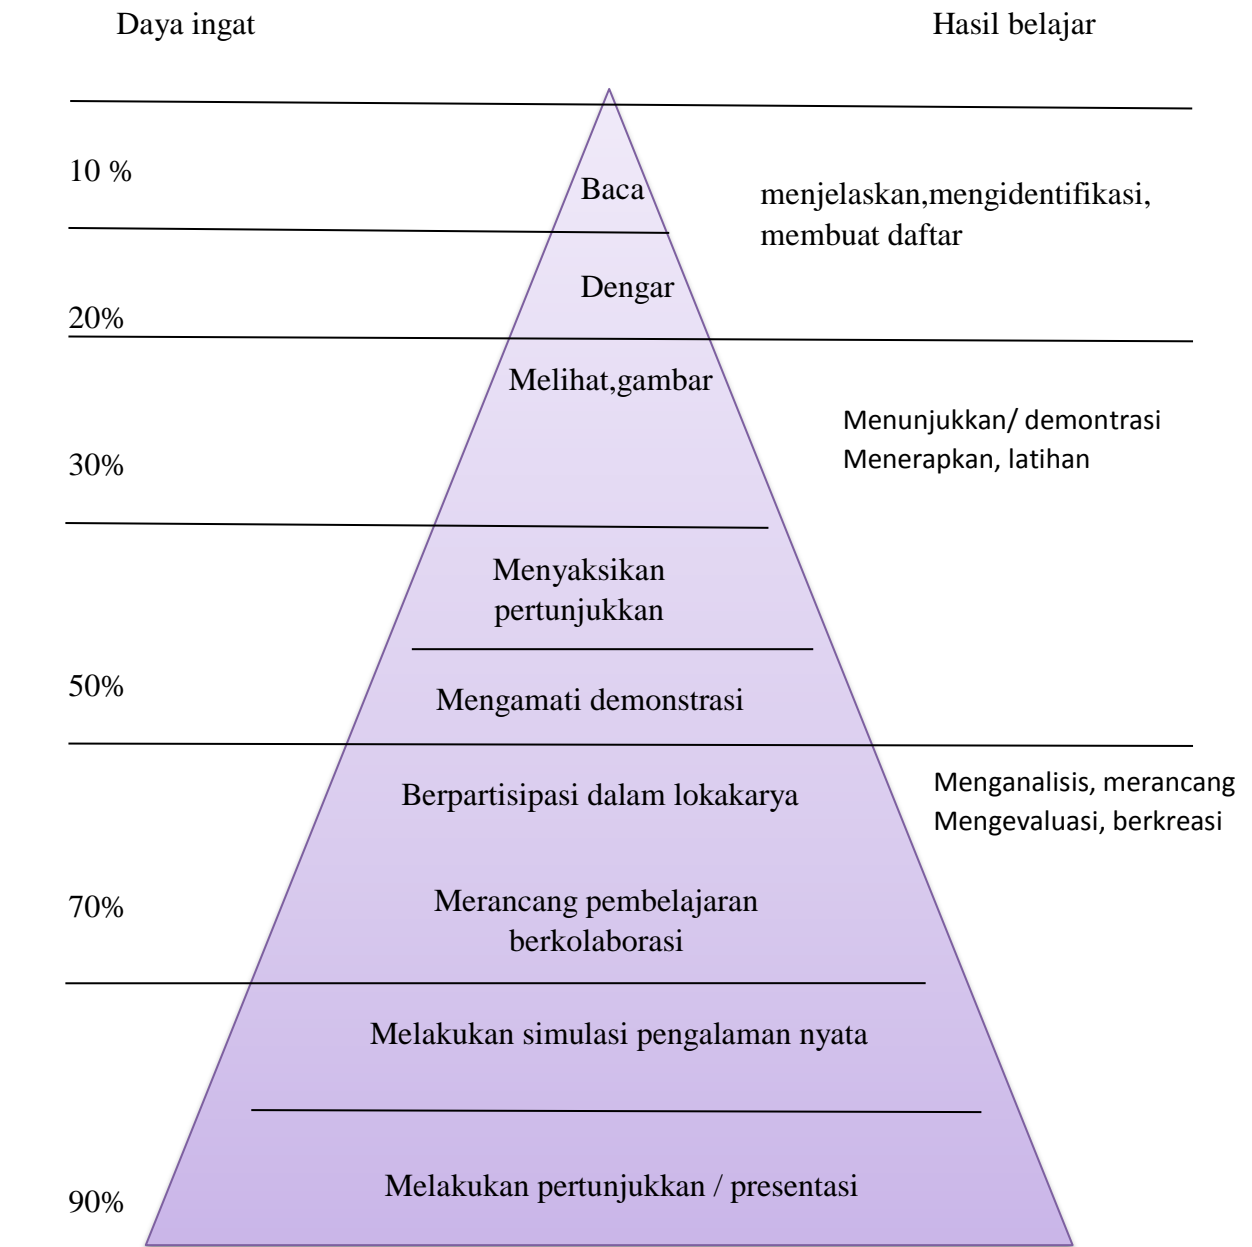 Daya ingat
Hasil belajar
10 %
Baca
menjelaskan,mengidentifikasi,
membuat daftar
Dengar
20%
Melihat,gambar
Menunjukkan/ demontrasi
Menerapkan, latihan
30%
Menyaksikan
pertunjukkan
50%
Mengamati demonstrasi
Berpartisipasi dalam lokakarya
Menganalisis, merancang
Mengevaluasi, berkreasi
70%
Merancang pembelajaran
berkolaborasi
Melakukan simulasi pengalaman nyata
Melakukan pertunjukkan / presentasi
90%